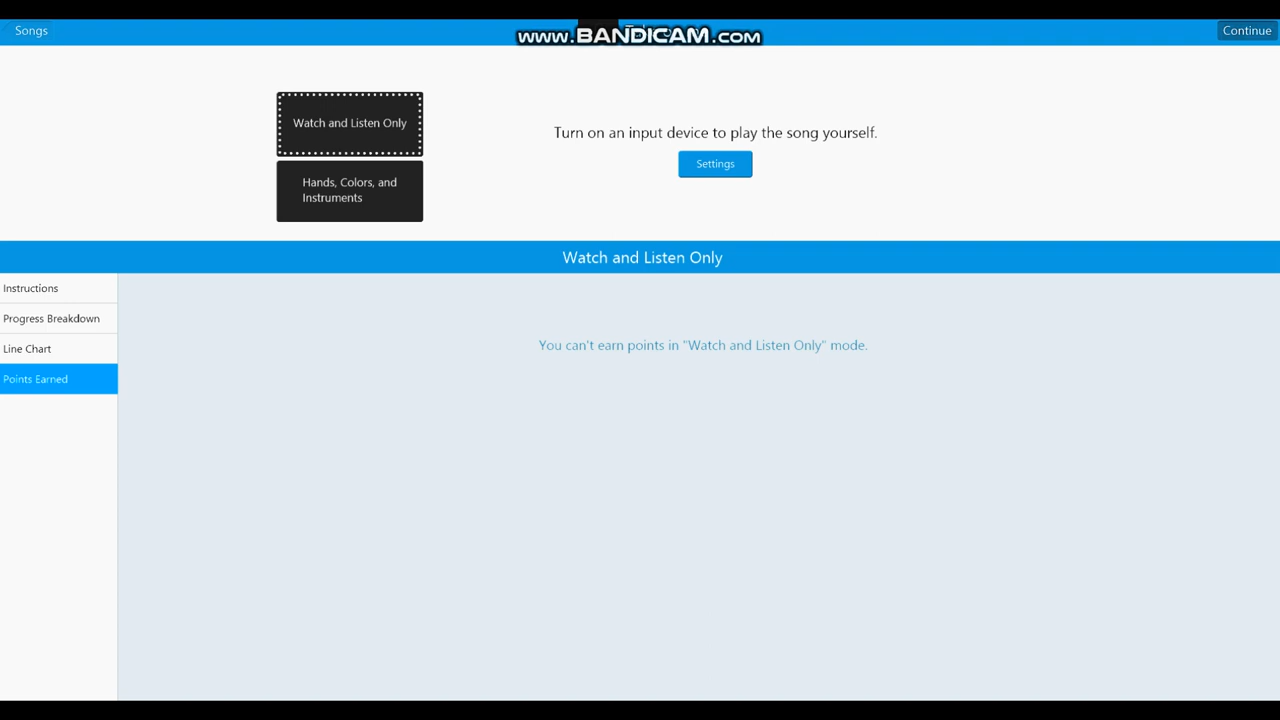 Songs
www.BANDICAM.com
Continue
Watch and Listen Only
Hands, Colors, and
Instruments
Turn on an input device to play the song yourself.
Settings
Watch and Listen Only
Instructions
Progress Breakdown
Line Chart
Points Earned
You can't earn points in "Watch and Listen Only" mode.